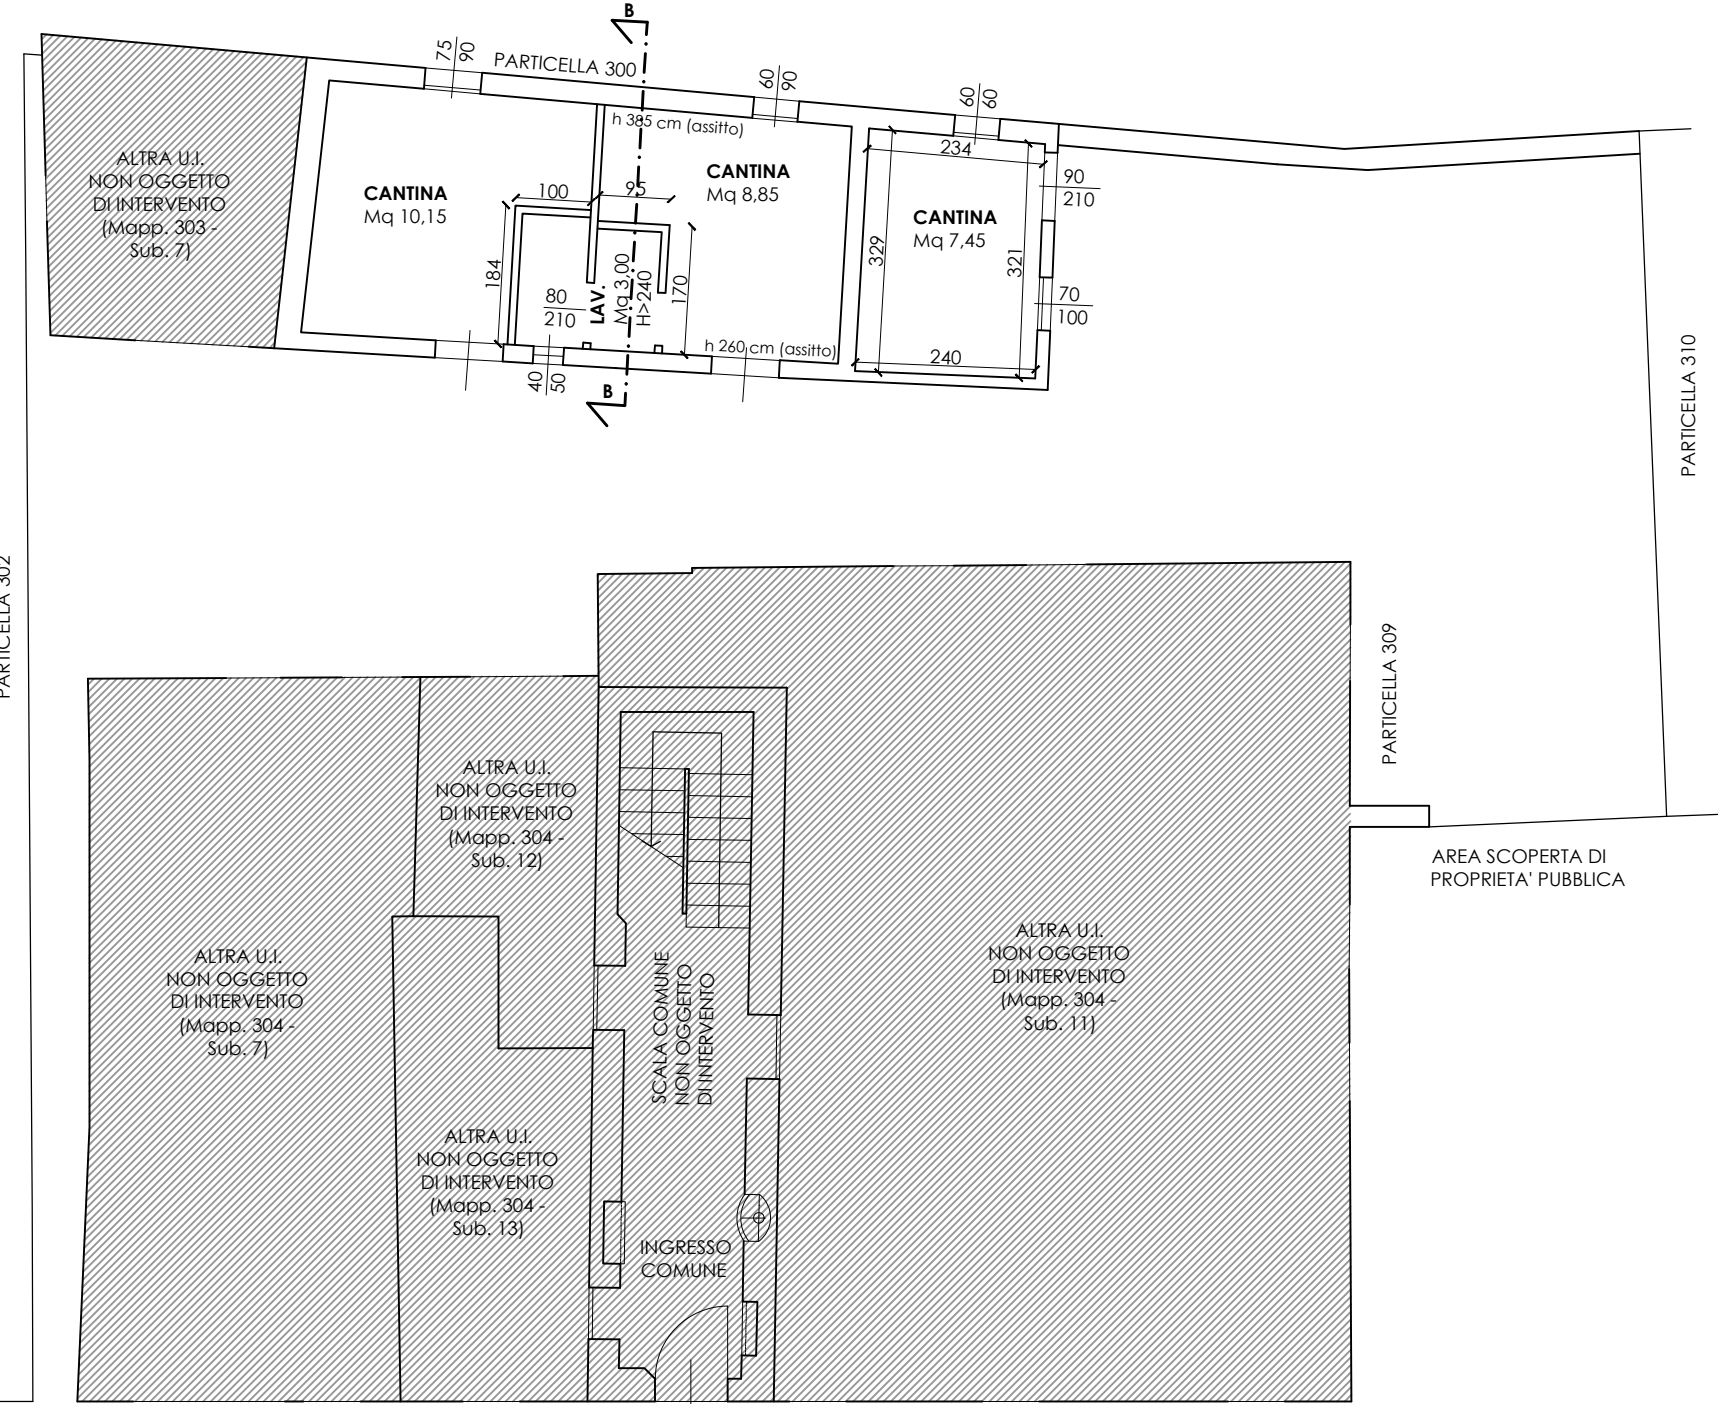 B
75
90
PARTICELLA 300
60
90
60
60
h 385 cm (assitto)
234
ALTRA U.I.
NON OGGETTO
DI INTERVENTO
(Mapp. 303 -
Sub. 7)
CANTINA
Mq 10,15
100
95
CANTINA
Mq 8,85
CANTINA
Mq 7,45
90
210
329
321
184
80
210
LAV.
Mq 3,00
H>240
170
70
100
h 260 cm (assitto)
240
40
50
B
PARTICELLA 310
PARTICELLA 302
PARTICELLA 309
ALTRA U.I.
NON OGGETTO
DI INTERVENTO
(Mapp. 304 -
Sub. 12)
AREA SCOPERTA DI
PROPRIETA' PUBBLICA
ALTRA U.I.
NON OGGETTO
DI INTERVENTO
(Mapp. 304 -
Sub. 7)
SCALA COMUNE
NON OGGETTO
DI INTERVENTO
ALTRA U.I.
NON OGGETTO
DI INTERVENTO
(Mapp. 304 -
Sub. 11)
ALTRA U.I.
NON OGGETTO
DI INTERVENTO
(Mapp. 304 -
Sub. 13)
INGRESSO
COMUNE